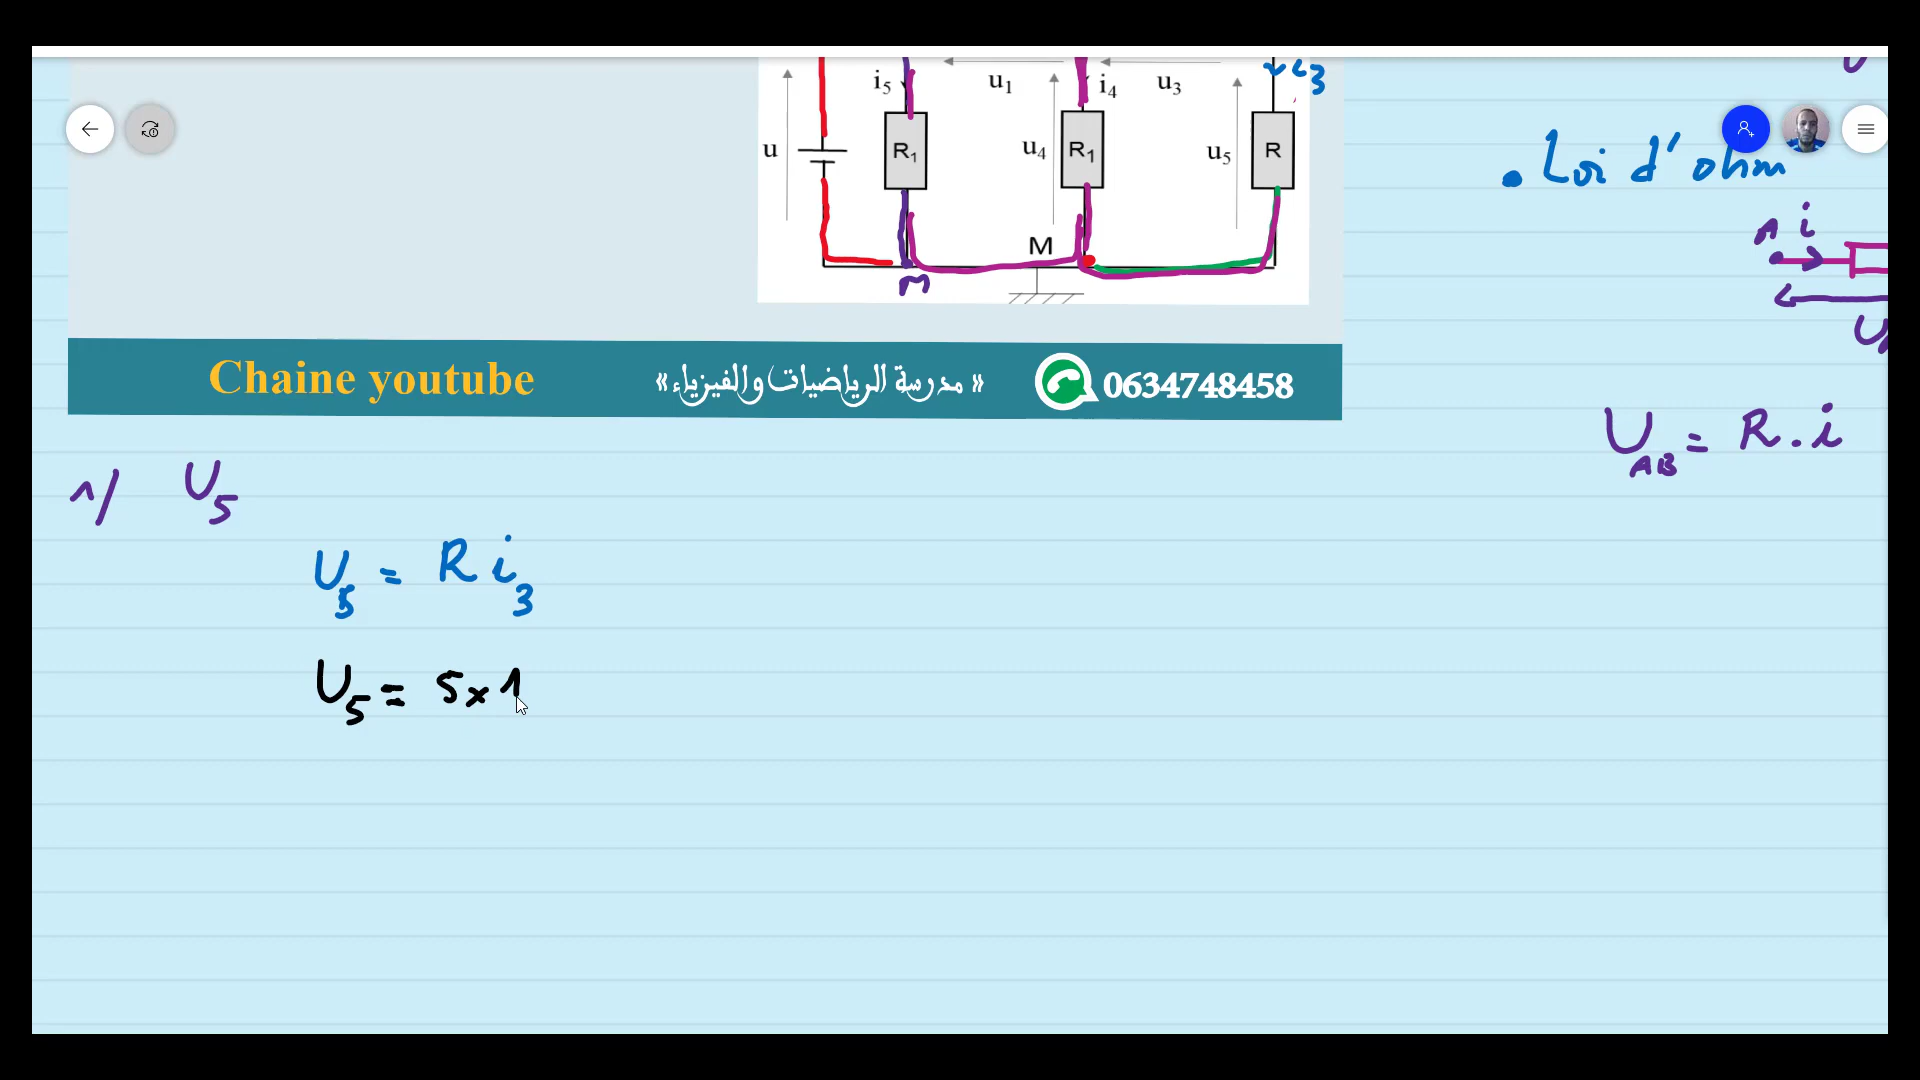 i₅ u₁ i₄ u₃ i₃
u R₁ u₄ R₁ u₅ R
M
M
. Loi d'ohm
A i
Chaine youtube « مدرسة الرياضيات والفيزياء » 0634748458
U_AB = R . i
1/ U₅
U₅ = R i₃
U₅ = 5 x 1